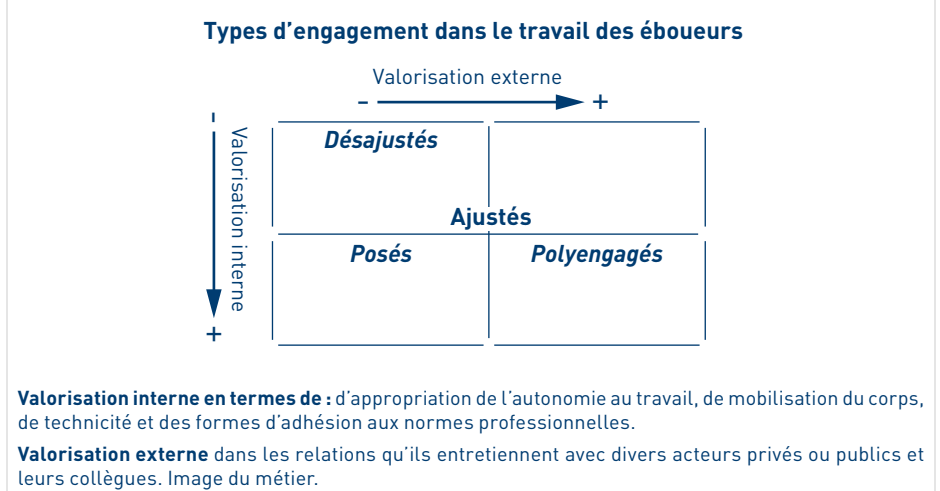 Types d’engagement dans le travail des éboueurs
Valorisation externe
- +
-
Valorisation interne
+
Désajustés
Ajustés
Posés Polyengagés
Valorisation interne en termes de : d’appropriation de l’autonomie au travail, de mobilisation du corps,
de technicité et des formes d’adhésion aux normes professionnelles.
Valorisation externe dans les relations qu’ils entretiennent avec divers acteurs privés ou publics et
leurs collègues. Image du métier.